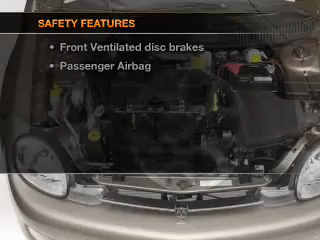 SAFETY FEATURES
• Front Ventilated disc brakes
• Passenger Airbag